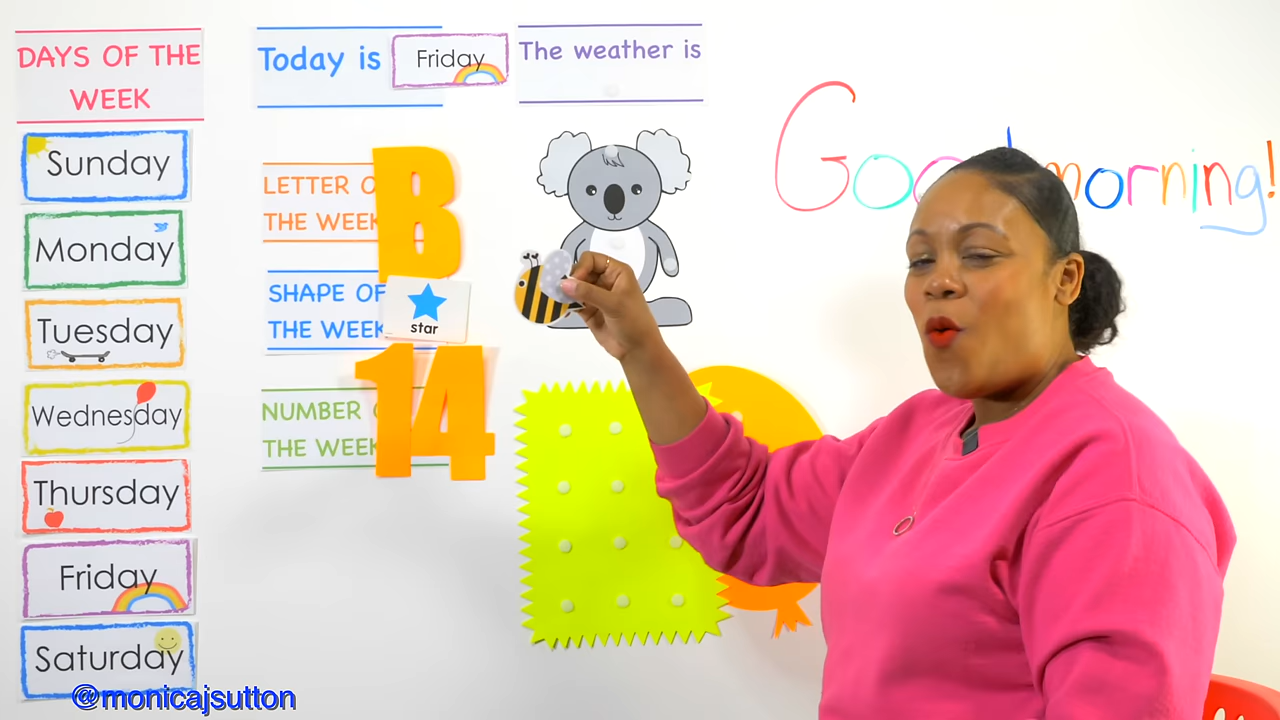 DAYS OF THE
WEEK
Sunday
Monday
Tuesday
Wednesday
Thursday
Friday
Saturday
Today is Friday
LETTER
THE WEEK
B
SHAPE OF
THE WEEK
star
NUMBER
THE WEEK
14
The weather is
Good morning!
@monicajsutton